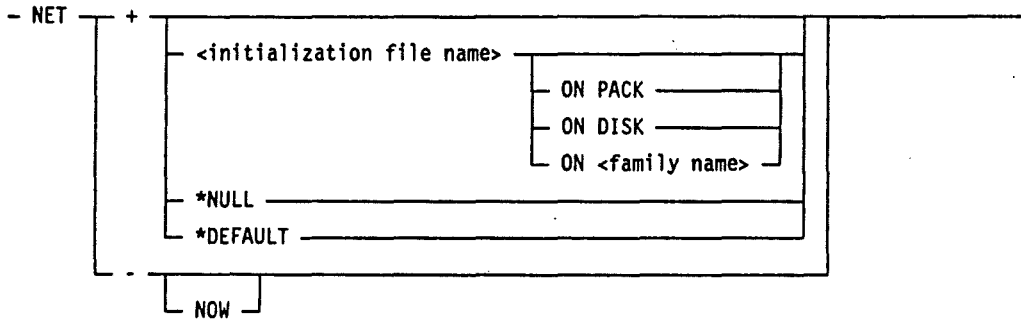 - NET - +
<initialization file name>
ON PACK
ON DISK
ON <family name>
*NULL
*DEFAULT
-
NOW